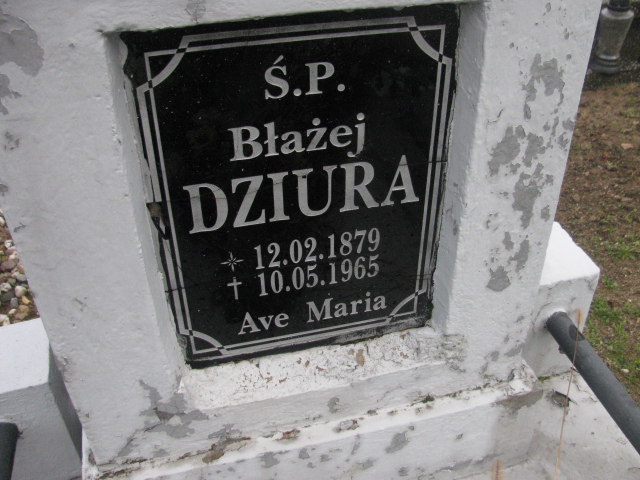 Ś.P.
Błażej
DZIURA
12.02.1879
† 10.05.1965
Ave Maria